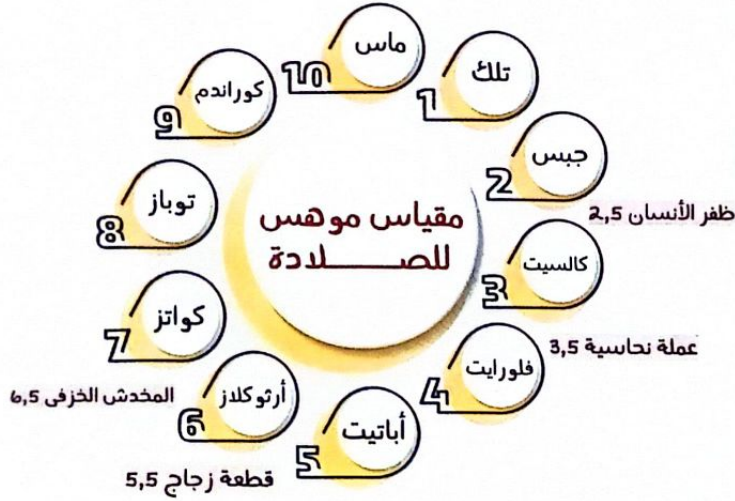 مقياس موهس
للصـــــلادة
تلك
1
جبس
2
ظفر الأنسان 2,5
كالسيت
3
عملة نحاسية 3,5
فلورايت
4
أباتيت
5
قطعة زجاج 5,5
أرثوكلاز
6
المخدش الخزفى 6,5
كواتز
7
توباز
8
كوراندم
9
ماس
10